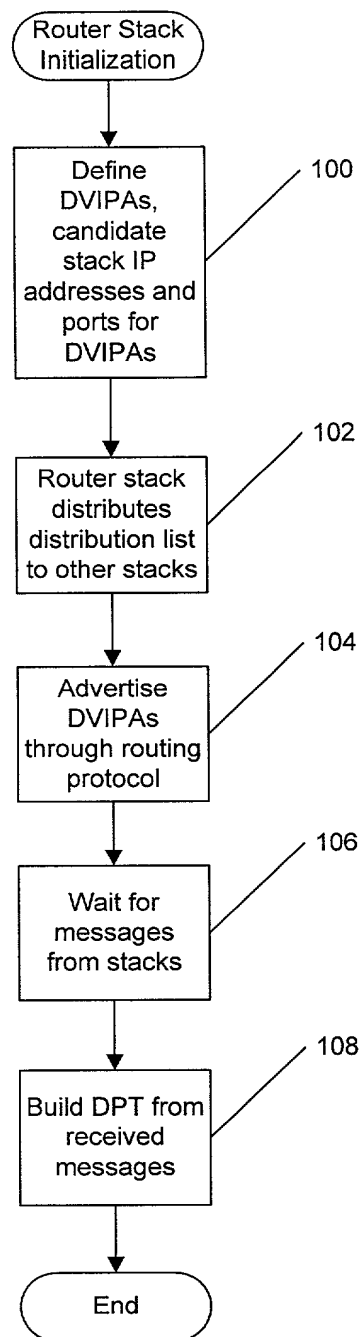 Router Stack
Initialization
100
Define
DVIPAs,
candidate
stack IP
addresses and
ports for
DVIPAs
102
Router stack
distributes
distribution list
to other stacks
104
Advertise
DVIPAs
through routing
protocol
106
Wait for
messages
from stacks
108
Build DPT from
received
messages
End